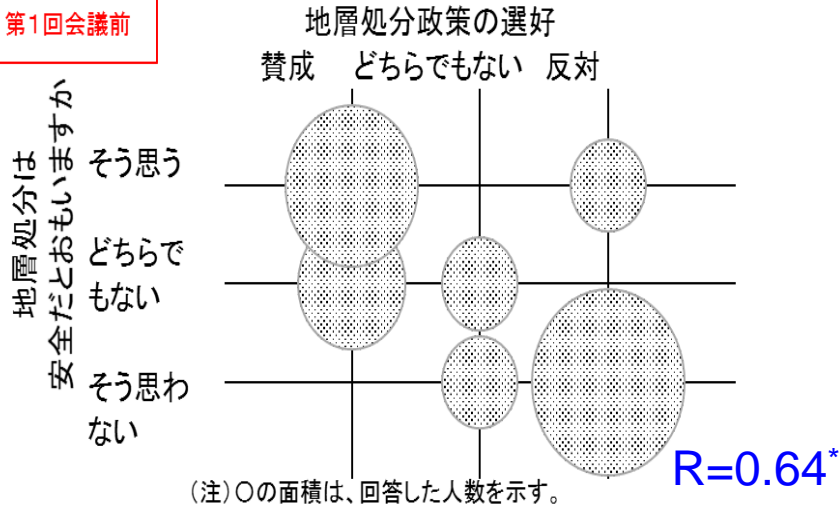 第1回会議前
地層処分政策の選好
賛成 どちらでもない 反対
地層処分は
安全だとおもいますか
そう思う
どちらで
もない
そう思わ
ない
R=0.64*
(注)○の面積は、回答した人数を示す。